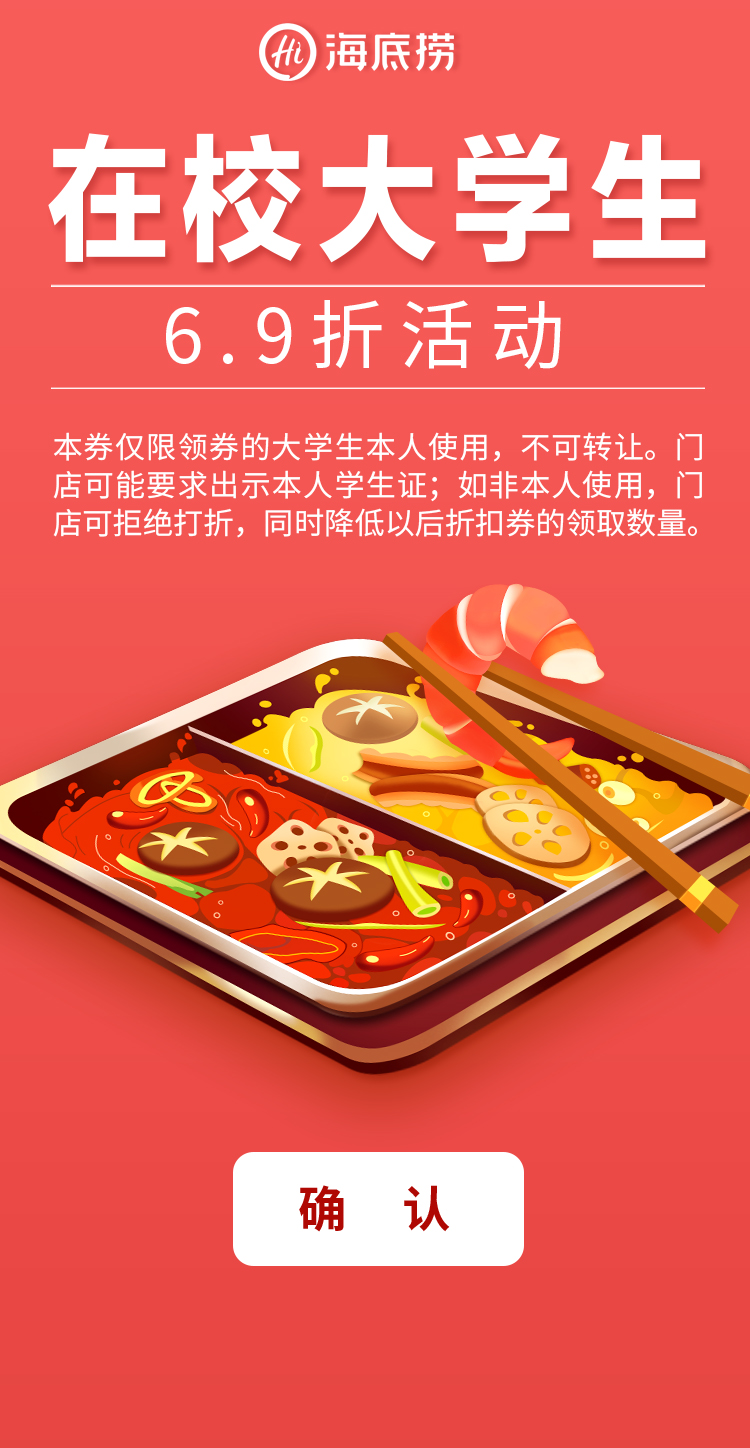 Hi 海底捞
在校大学生
6.9折活动
本券仅限领券的大学生本人使用，不可转让。门
店可能要求出示本人学生证；如非本人使用，门
店可拒绝打折，同时降低以后折扣券的领取数量。
确 认